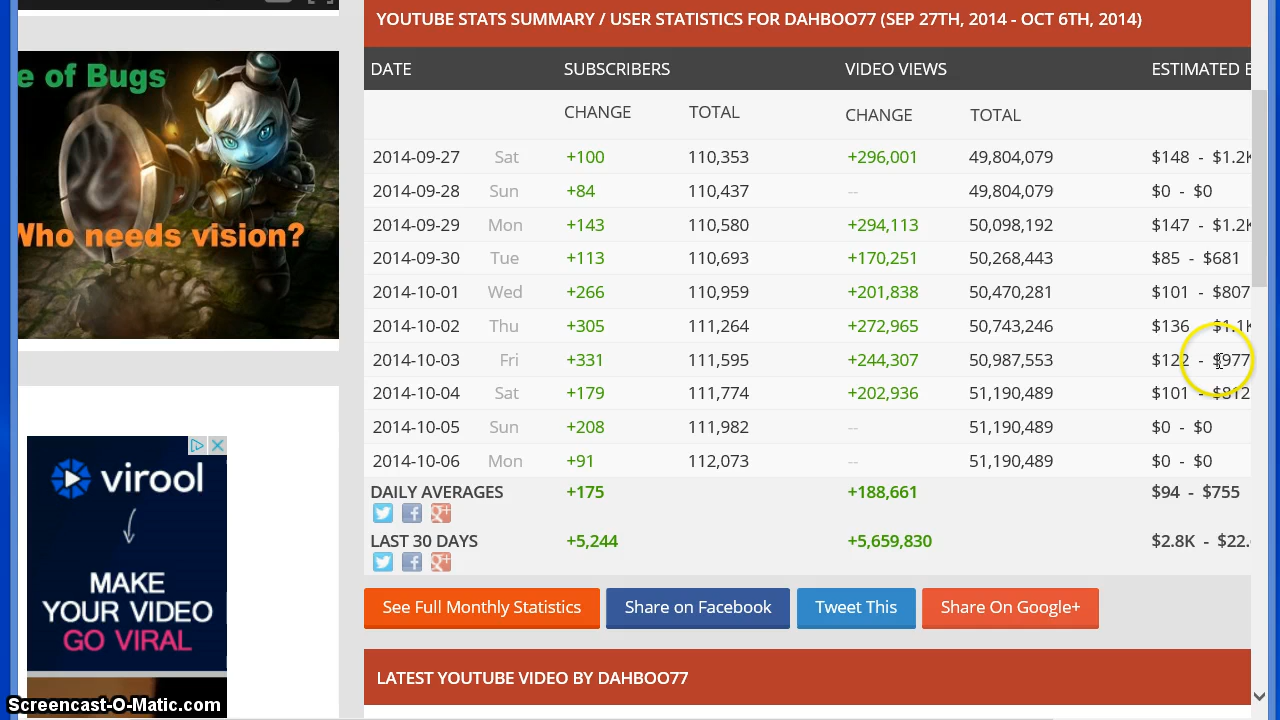 YOUTUBE STATS SUMMARY / USER STATISTICS FOR DAHBOO77 (SEP 27TH, 2014 - OCT 6TH, 2014)
DATE SUBSCRIBERS VIDEO VIEWS ESTIMATED E
CHANGE TOTAL CHANGE TOTAL
2014-09-27 Sat +100 110,353 +296,001 49,804,079 $148 - $1.2K
2014-09-28 Sun +84 110,437 -- 49,804,079 $0 - $0
2014-09-29 Mon +143 110,580 +294,113 50,098,192 $147 - $1.2K
2014-09-30 Tue +113 110,693 +170,251 50,268,443 $85 - $681
2014-10-01 Wed +266 110,959 +201,838 50,470,281 $101 - $807
2014-10-02 Thu +305 111,264 +272,965 50,743,246 $136 - $1.1K
2014-10-03 Fri +331 111,595 +244,307 50,987,553 $122 - $977
2014-10-04 Sat +179 111,774 +202,936 51,190,489 $101 - $812
2014-10-05 Sun +208 111,982 -- 51,190,489 $0 - $0
2014-10-06 Mon +91 112,073 -- 51,190,489 $0 - $0
DAILY AVERAGES +175 +188,661 $94 - $755
LAST 30 DAYS +5,244 +5,659,830 $2.8K - $22.
See Full Monthly Statistics Share on Facebook Tweet This Share On Google+
LATEST YOUTUBE VIDEO BY DAHBOO77
e of Bugs
Who needs vision?
virool
MAKE
YOUR VIDEO
GO VIRAL
Screencast-O-Matic.com